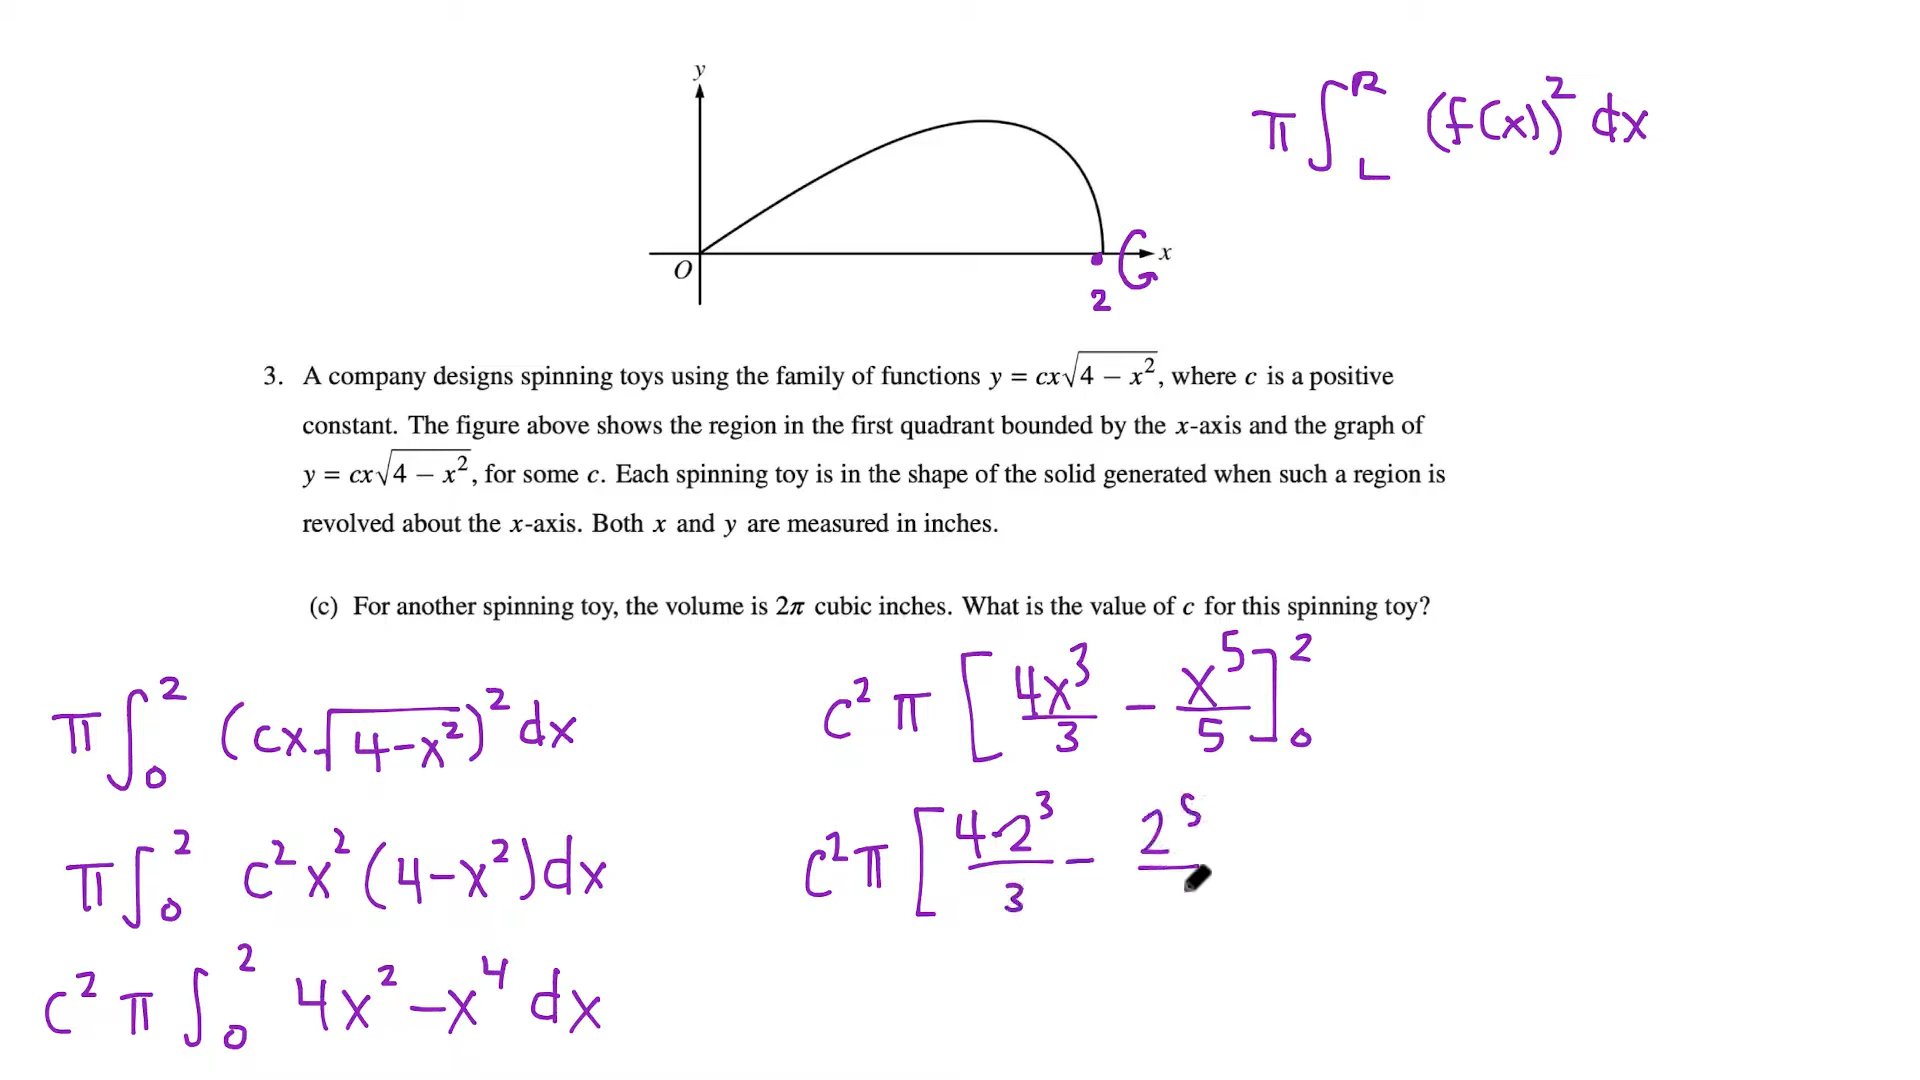 y
π∫_L^R (f(x))² dx
O
x
2
3. A company designs spinning toys using the family of functions y = cx√(4 − x²), where c is a positive
constant. The figure above shows the region in the first quadrant bounded by the x-axis and the graph of
y = cx√(4 − x²), for some c. Each spinning toy is in the shape of the solid generated when such a region is
revolved about the x-axis. Both x and y are measured in inches.
(c) For another spinning toy, the volume is 2π cubic inches. What is the value of c for this spinning toy?
π∫_0^2 (cx√(4-x²))² dx
π∫_0^2 c²x²(4-x²)dx
c²π∫_0^2 4x²-x⁴ dx
c²π [4x³/3 - x⁵/5]_0^2
c²π [4·2³/3 - 2⁵/